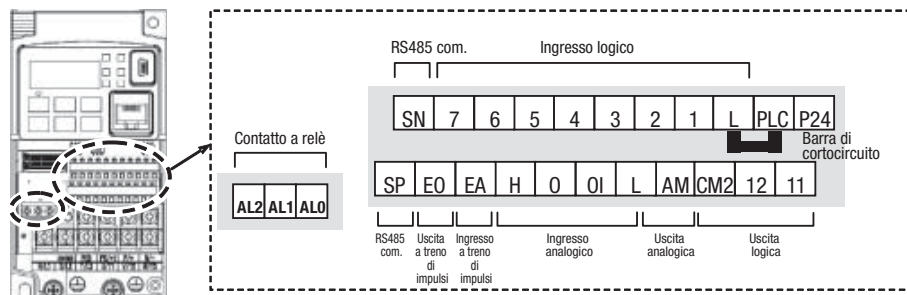 RS485 com.
Ingresso logico
SN 7 6 5 4 3 2 1 L PLC P24
Barra di
cortocircuito
Contatto a relè
AL2 AL1 AL0
SP EO EA H O OI L AM CM2 12 11
RS485
com.
Uscita
a treno
di
impulsi
Ingresso
a treno
di
impulsi
Ingresso
analogico
Uscita
analogica
Uscita
logica